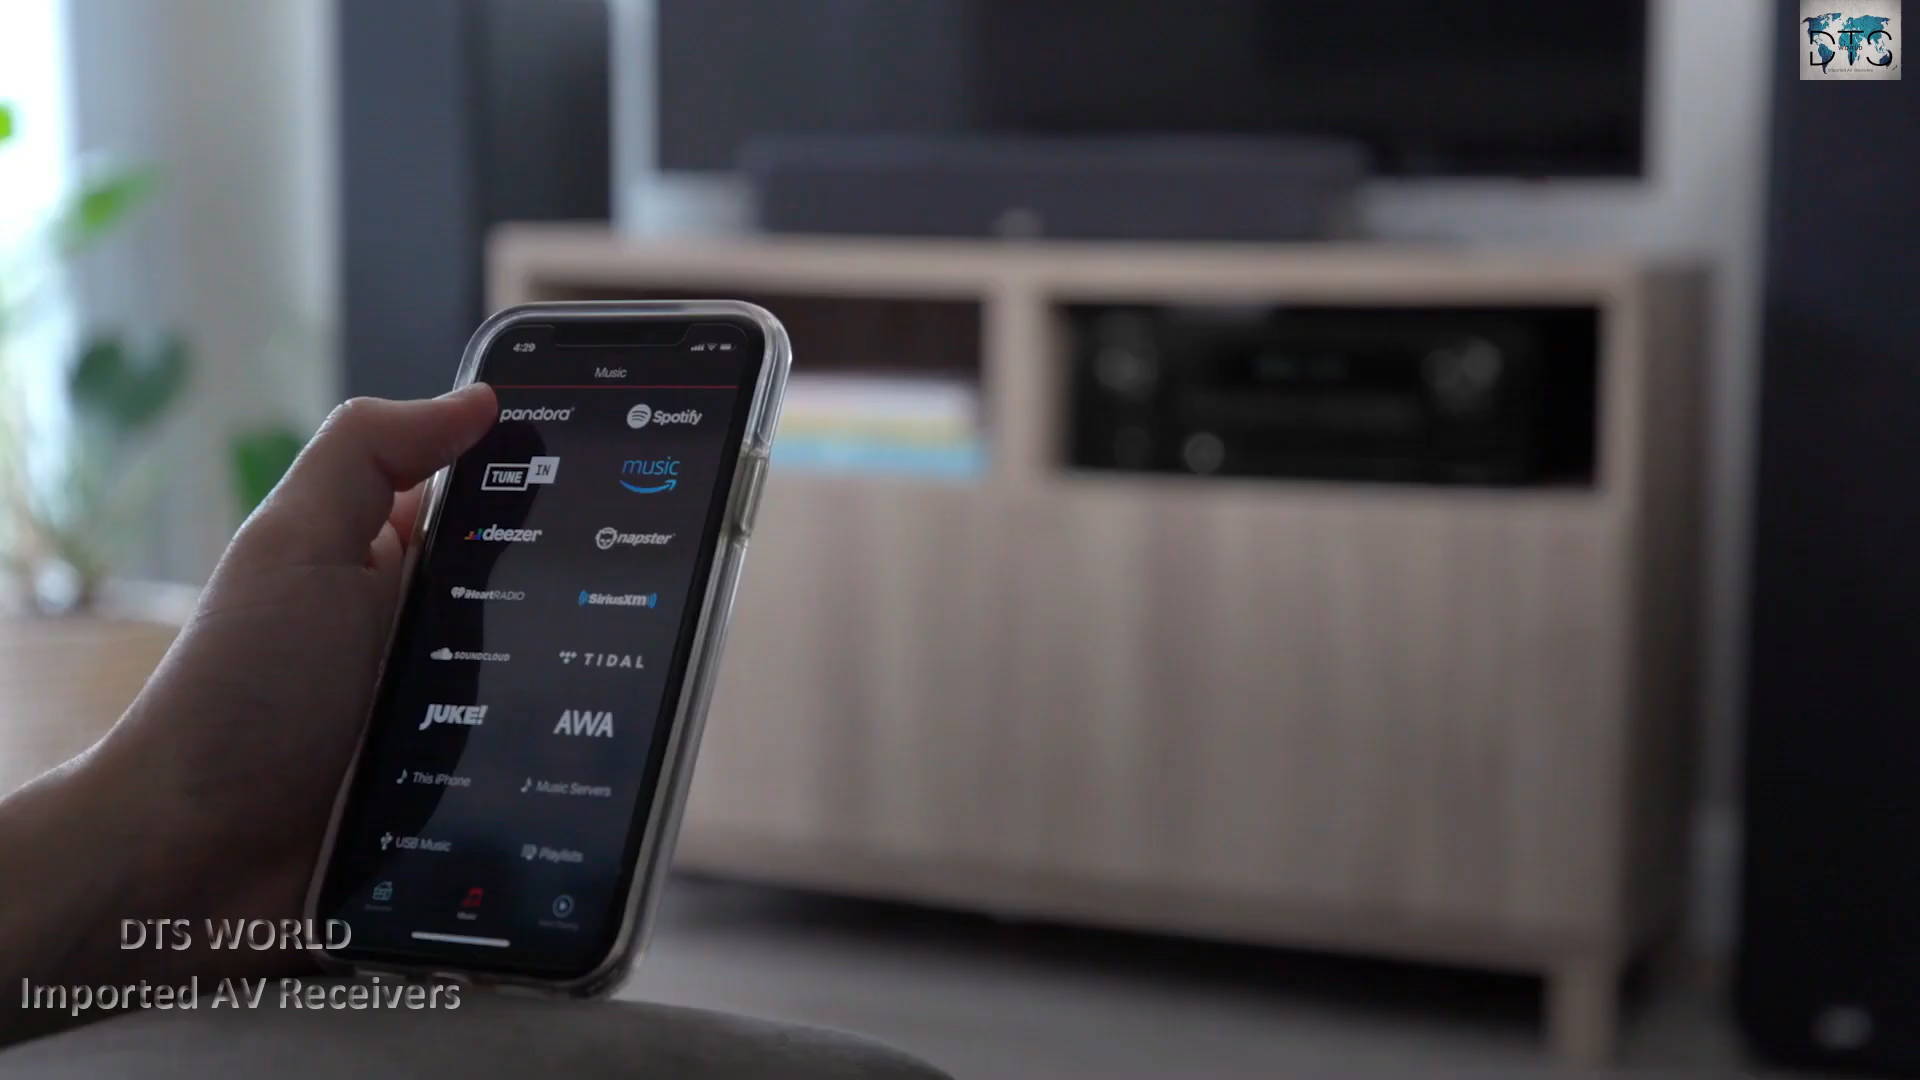 DTS
WORLD
4:29
Music
pandora
Spotify
TUNE IN
music
deezer
napster
iHeartRADIO
SiriusXM
SOUNDCLOUD
TIDAL
JUKE!
AWA
This iPhone
Music Servers
USB Music
Playlists
Music
DTS WORLD
Imported AV Receivers